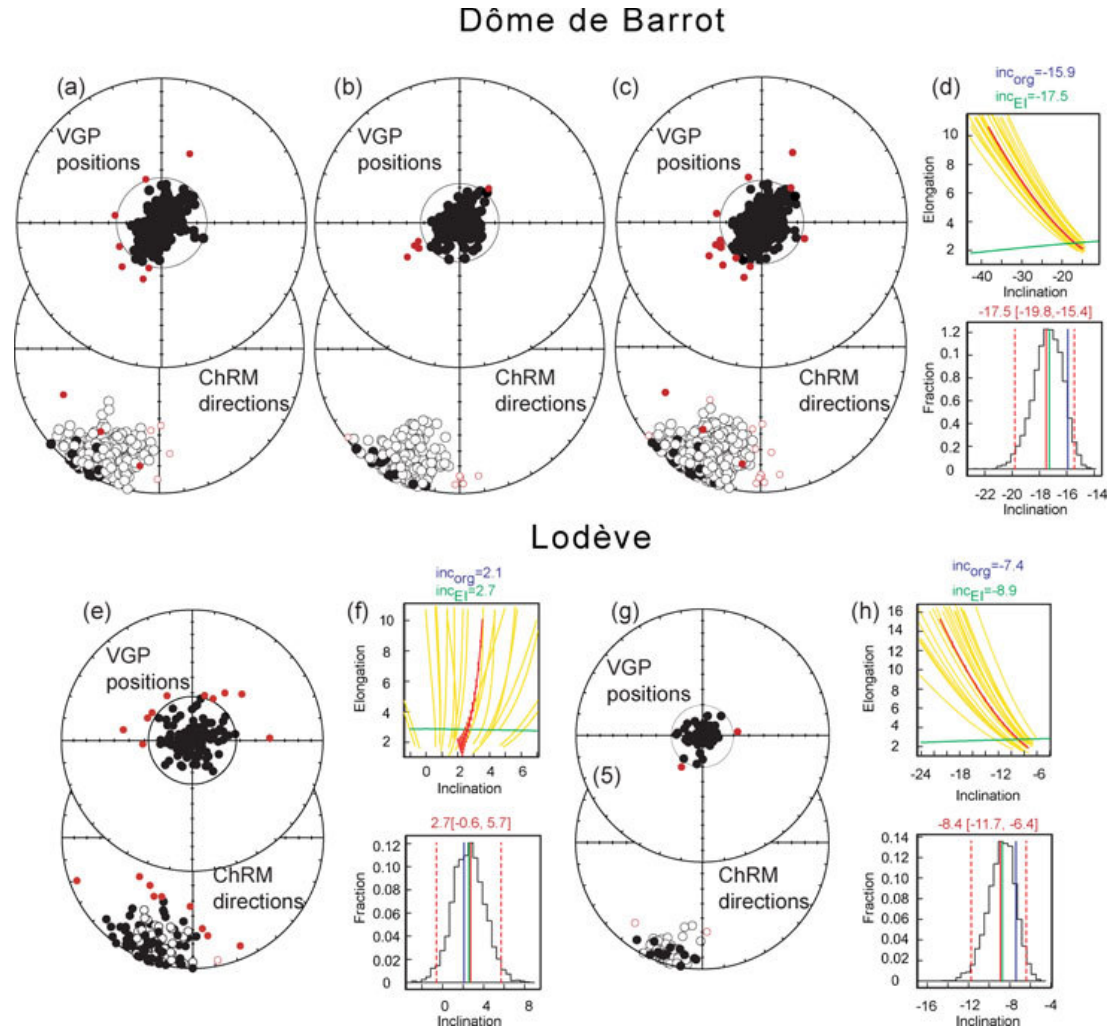 Dôme de Barrot
(a)
VGP
positions
ChRM
directions
(b)
VGP
positions
ChRM
directions
(c)
VGP
positions
ChRM
directions
(d)
incorg=-15.9
incEI=-17.5
Elongation
10
8
6
4
2
-40 -30 -20
Inclination
-17.5 [-19.8,-15.4]
Fraction
1.2
1.0
0.8
0.6
0.4
0.2
0
-22 -20 -18 -16 -14
Inclination
Lodève
(e)
VGP
positions
ChRM
directions
(f)
incorg=2.1
incEI=2.7
Elongation
10
8
6
4
2
0 2 4 6
Inclination
2.7[-0.6, 5.7]
Fraction
0.12
0.10
0.08
0.06
0.04
0.02
0
0 4 8
Inclination
(g)
VGP
positions
(5)
ChRM
directions
(h)
incorg=-7.4
incEI=-8.9
Elongation
16
14
12
10
8
6
4
2
-24 -18 -12 -6
Inclination
-8.4 [-11.7, -6.4]
Fraction
0.14
0.12
0.10
0.08
0.06
0.04
0.02
0
-16 -12 -8 -4
Inclination